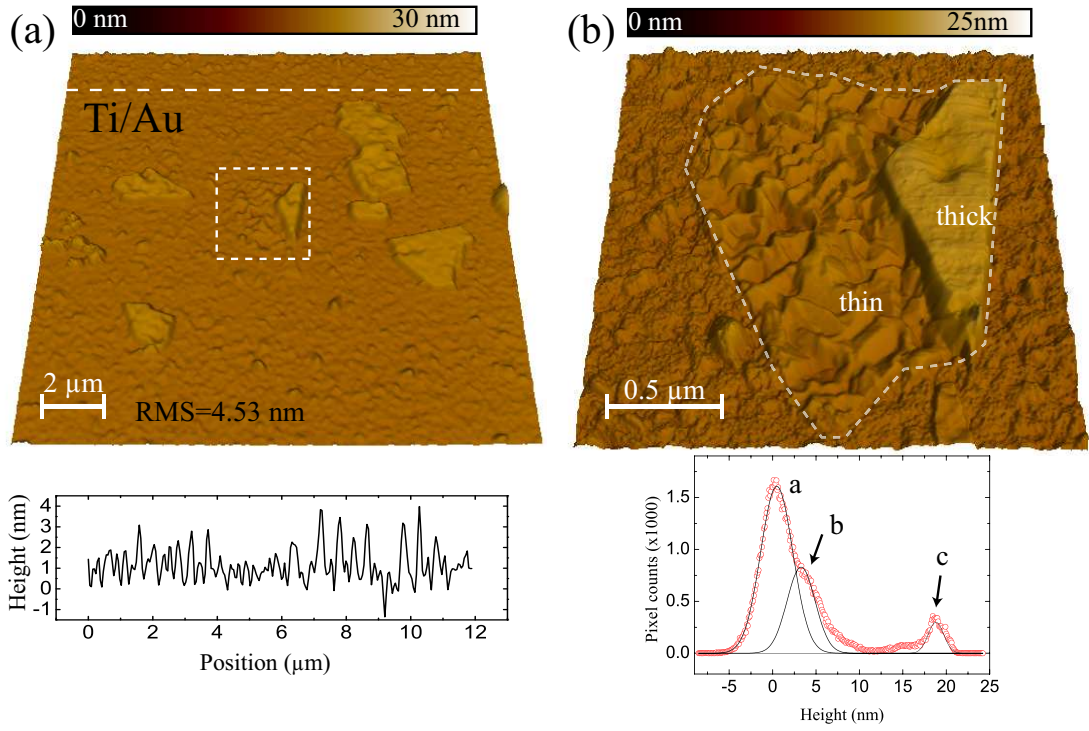 (a)
0 nm 30 nm
Ti/Au
2 µm
RMS=4.53 nm
Height (nm)
4
3
2
1
0
-1
0 2 4 6 8 10 12
Position (µm)
(b)
0 nm 25nm
thick
thin
0.5 µm
Pixel counts (x1000)
1.5
1.0
0.5
0.0
a
b
c
-5 0 5 10 15 20 25
Height (nm)